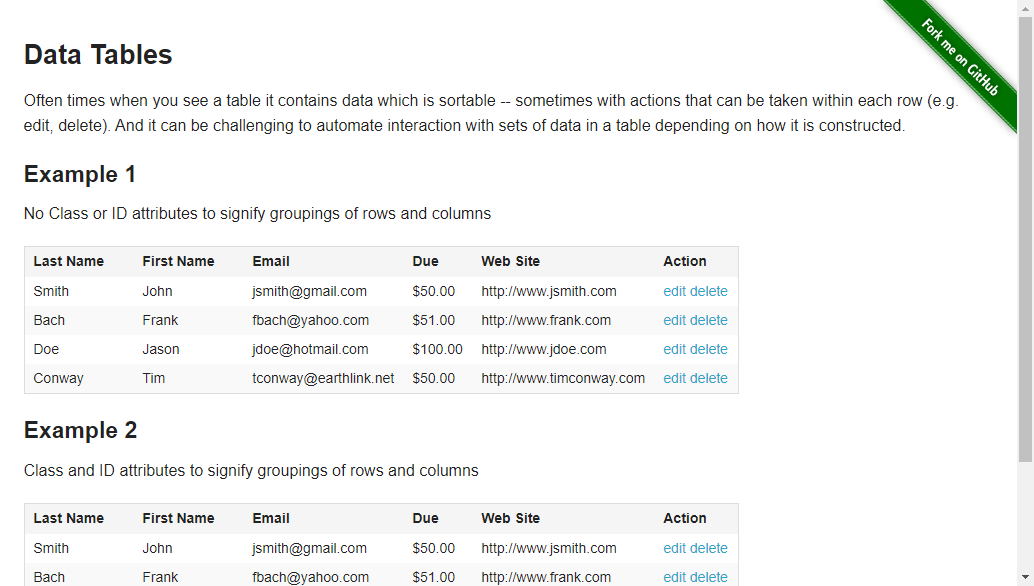 Fork me on GitHub
Data Tables
Often times when you see a table it contains data which is sortable -- sometimes with actions that can be taken within each row (e.g.
edit, delete). And it can be challenging to automate interaction with sets of data in a table depending on how it is constructed.
Example 1
No Class or ID attributes to signify groupings of rows and columns
Last Name First Name Email Due Web Site Action
Smith John jsmith@gmail.com $50.00 http://www.jsmith.com edit delete
Bach Frank fbach@yahoo.com $51.00 http://www.frank.com edit delete
Doe Jason jdoe@hotmail.com $100.00 http://www.jdoe.com edit delete
Conway Tim tconway@earthlink.net $50.00 http://www.timconway.com edit delete
Example 2
Class and ID attributes to signify groupings of rows and columns
Last Name First Name Email Due Web Site Action
Smith John jsmith@gmail.com $50.00 http://www.jsmith.com edit delete
Bach Frank fbach@yahoo.com $51.00 http://www.frank.com edit delete